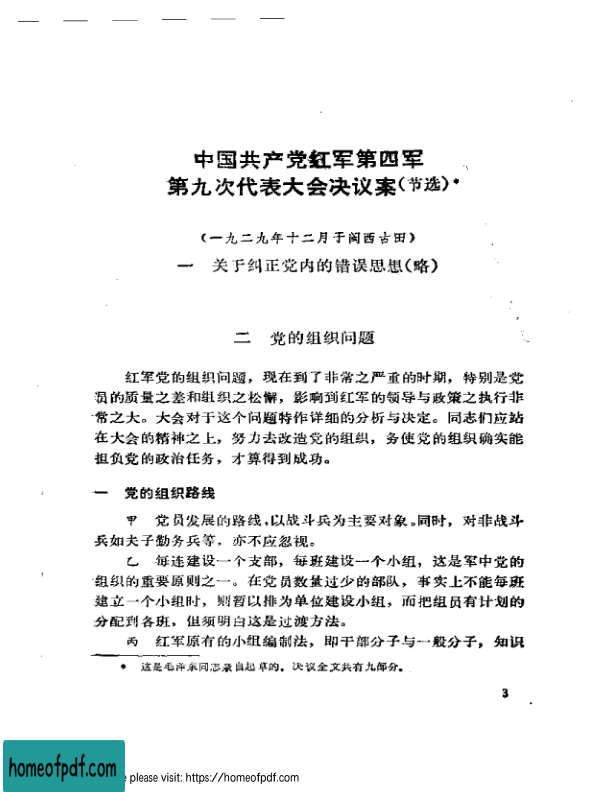 中国共产党红军第四军
第九次代表大会决议案(节选)*
(一九二九年十二月于闽西古田)
一 关于纠正党内的错误思想(略)
二 党的组织问题
红军党的组织问题，现在到了非常之严重的时期，特别是党
员的质量之差和组织之松懈，影响到红军的领导与政策之执行非
常之大。大会对于这个问题特作详细的分析与决定。同志们应站
在大会的精神之上，努力去改造党的组织，务使党的组织确实能
担负党的政治任务，才算得到成功。
一 党的组织路线
甲 党员发展的路线，以战斗兵为主要对象。同时，对非战斗
兵如夫子勤务兵等，亦不应忽视。
乙 每连建设一个支部，每班建设一个小组，这是军中党的
组织的重要原则之一。在党员数量过少的部队，事实上不能每班
建立一个小组时，则暂以排为单位建设小组，而把组员有计划的
分配到各班，但须明白这是过渡方法。
丙 红军原有的小组编制法，即干部分子与一般分子，知识
* 这是毛泽东同志亲自起草的。决议全文共有九部分。
3
homeofpdf.com
e please visit: https://homeofpdf.com